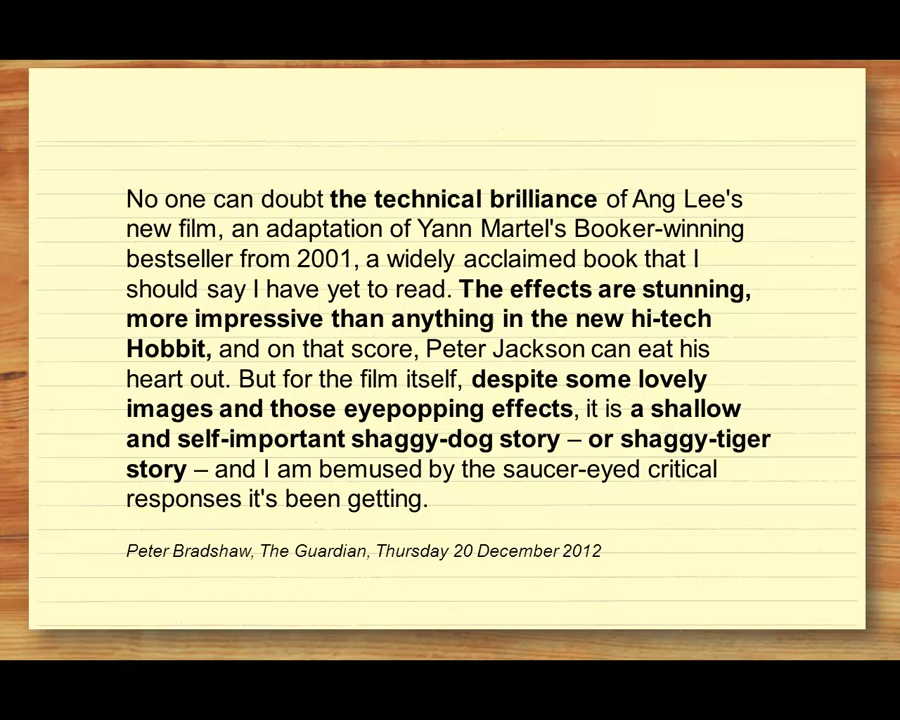 No one can doubt the technical brilliance of Ang Lee's
new film, an adaptation of Yann Martel's Booker-winning
bestseller from 2001, a widely acclaimed book that I
should say I have yet to read. The effects are stunning,
more impressive than anything in the new hi-tech
Hobbit, and on that score, Peter Jackson can eat his
heart out. But for the film itself, despite some lovely
images and those eyepopping effects, it is a shallow
and self-important shaggy-dog story – or shaggy-tiger
story – and I am bemused by the saucer-eyed critical
responses it's been getting.
Peter Bradshaw, The Guardian, Thursday 20 December 2012